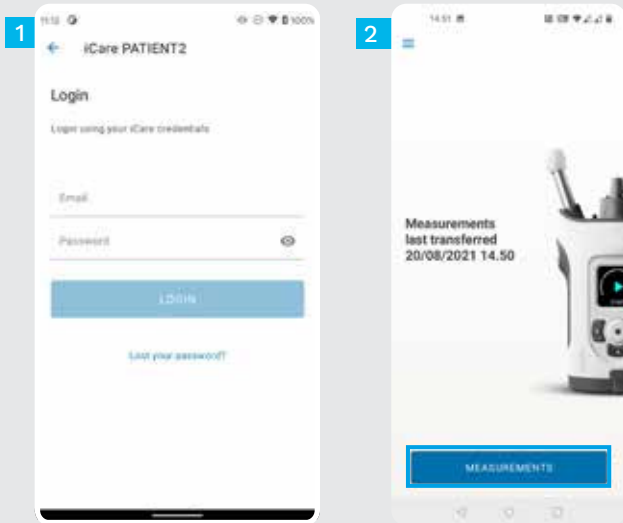 1
11:12
100%
iCare PATIENT2
Login
Login using your iCare credentials
Email
Password
LOGIN
Lost your password?
2
14.51
Measurements
last transferred
20/08/2021 14.50
MEASUREMENTS